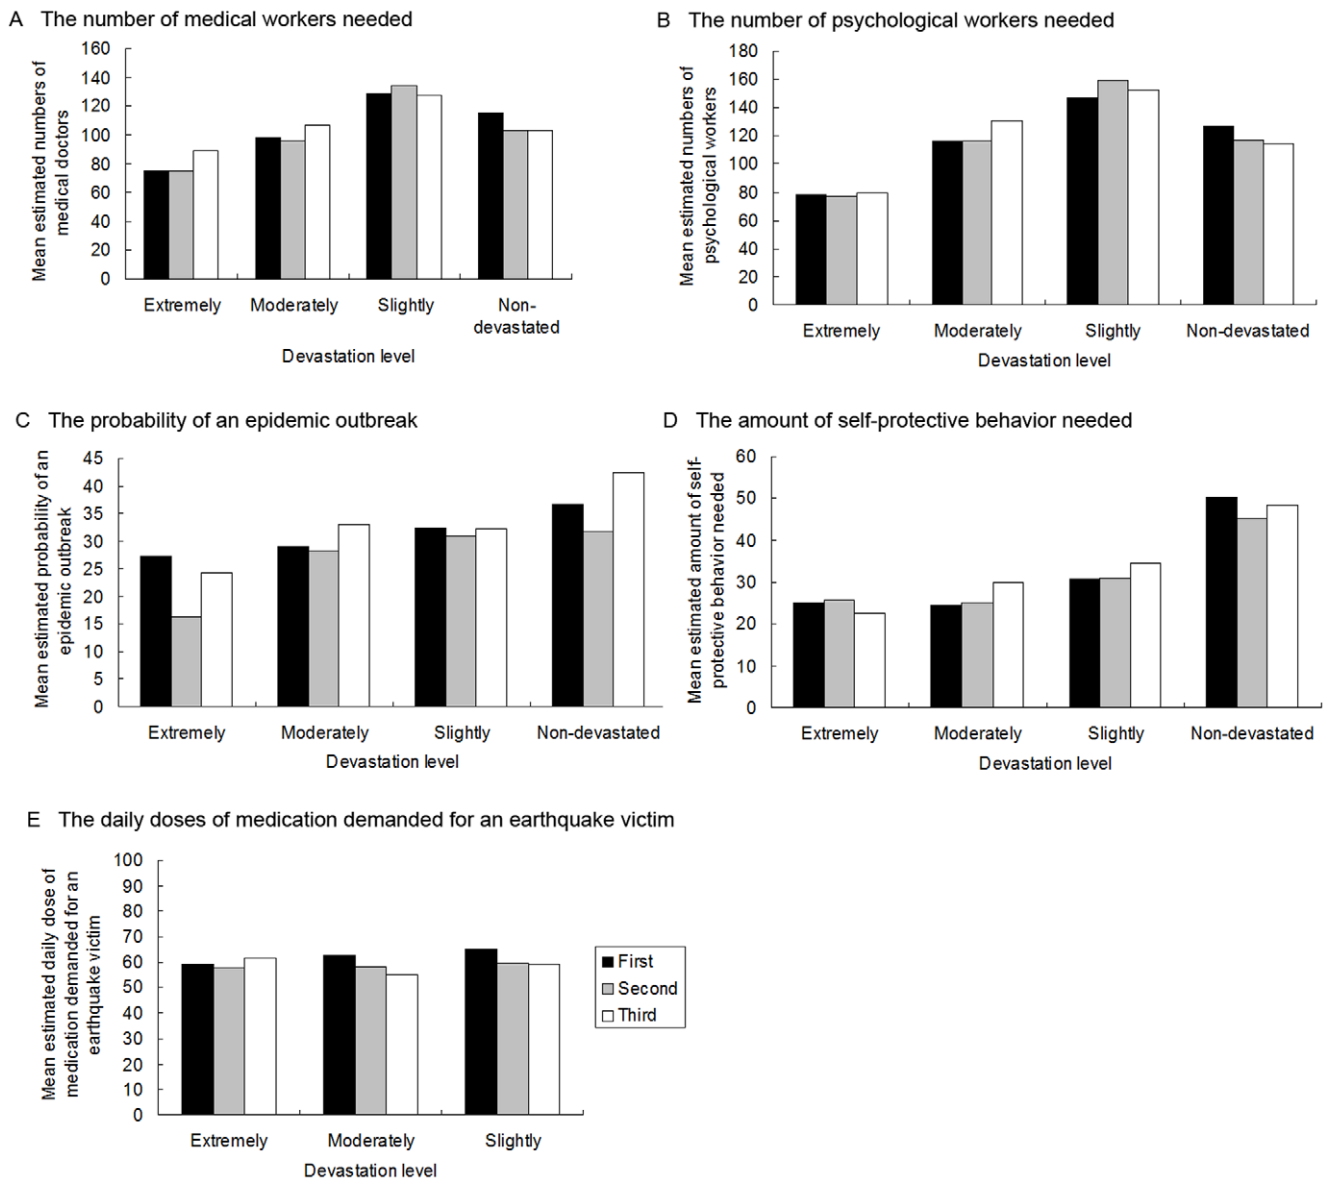 A The number of medical workers needed
Mean estimated numbers of
medical doctors
160
140
120
100
80
60
40
20
0
Extremely Moderately Slightly Non-
devastated
Devastation level
B The number of psychological workers needed
Mean estimated numbers of
psychological workers
180
160
140
120
100
80
60
40
20
0
Extremely Moderately Slightly Non-devastated
Devastation level
C The probability of an epidemic outbreak
Mean estimated probability of an
epidemic outbreak
45
40
35
30
25
20
15
10
5
0
Extremely Moderately Slightly Non-devastated
Devastation level
D The amount of self-protective behavior needed
Mean estimated amount of self-
protective behavior needed
60
50
40
30
20
10
0
Extremely Moderately Slightly Non-devastated
Devastation level
E The daily doses of medication demanded for an earthquake victim
Mean estimated daily dose of
medication demanded for an
earthquake victim
100
90
80
70
60
50
40
30
20
10
0
Extremely Moderately Slightly
Devastation level
First
Second
Third